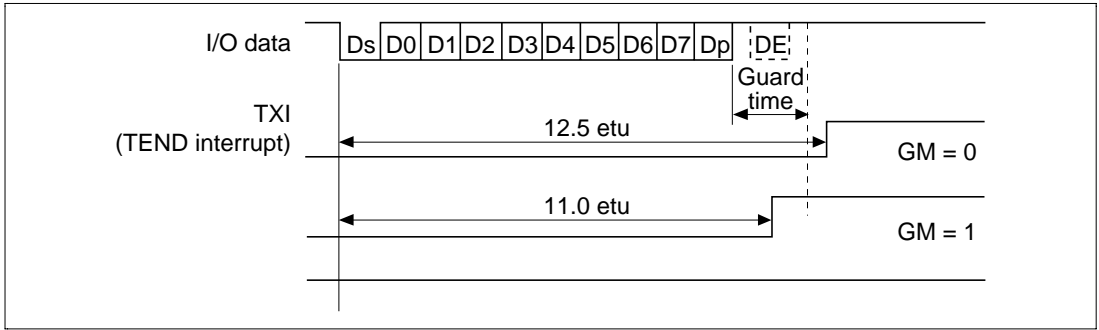 I/O data
Ds D0 D1 D2 D3 D4 D5 D6 D7 Dp DE
Guard
time
TXI
(TEND interrupt)
12.5 etu
GM = 0
11.0 etu
GM = 1